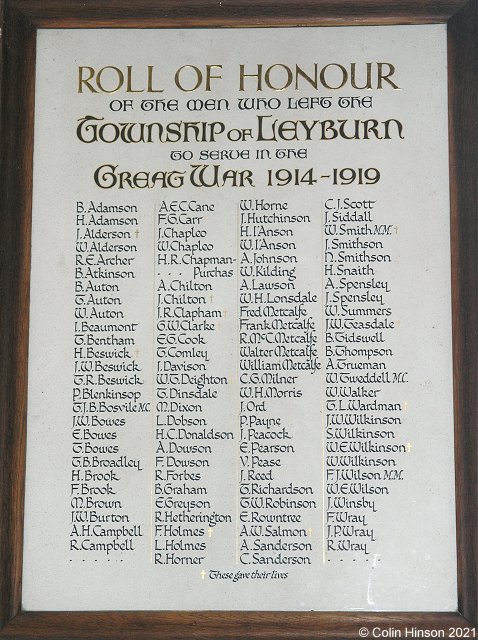 ROLL OF HONOUR
OF THE MEN WHO LEFT THE
TOWNSHIP OF LEYBURN
TO SERVE IN THE
GREAT WAR 1914-1919
B. Adamson
H. Adamson
J. Alderson †
W. Alderson
R.E. Archer
B. Atkinson
B. Auton
T. Auton
W. Auton
I. Beaumont
T. Bentham
H. Beswick †
J.W. Beswick
T.R. Beswick
P. Blenkinsop
T.J.B. Bosvile M.C.
J.W. Bowes
E. Bowes
T. Bowes
T.B. Broadley
H. Brook
F. Brook
M. Brown
J.W. Burton
A.H. Campbell
R. Campbell
. . . . . .
A.E.C. Cane
F.G. Carr
J. Chapleo
W. Chapleo
H.R. Chapman-
. . . Purchas
A. Chilton
J. Chilton †
J.R. Clapham †
G.W. Clarke †
E.G. Cook
T. Comley
J. Davison
W.T. Deighton †
T. Dinsdale
M. Dixon
L. Dobson
H.C. Donaldson
A. Dowson
F. Dowson
R. Forbes
B. Graham
E. Greyson
R. Hetherington
F. Holmes †
L. Holmes
R. Horner
W. Horne
J. Hutchinson
H. I'Anson
W. I'Anson
A. Johnson
W. Kilding
A. Lawson
W.H. Lonsdale
Fred Metcalfe
Frank Metcalfe
R. McC. Metcalfe
Walter Metcalfe
William Metcalfe
C.G. Milner
W.H. Morris
J. Ord
P. Payne
J. Peacock
E. Pearson
V. Pease
J. Reed
T. Richardson
G.W. Robinson
E. Rowntree
A.W. Salmon †
A. Sanderson
C. Sanderson
C.J. Scott
J. Siddall
W. Smith M.M. †
J. Smithson
N. Smithson
H. Snaith
A. Spensley
J. Spensley
W. Summers
J.W. Teasdale †
B. Tidswell
B. Thompson
A. Trueman
W. Tweddell M.C.
W. Walker
T.L. Wardman †
J.W. Wilkinson
S. Wilkinson
W.E. Wilkinson †
W. Wilkinson
F.J. Wilson M.M.
W.E. Wilson
J. Winsby
F. Wray
J.P. Wray
R. Wray
. . . . . .
† These gave their lives
© Colin Hinson 2021